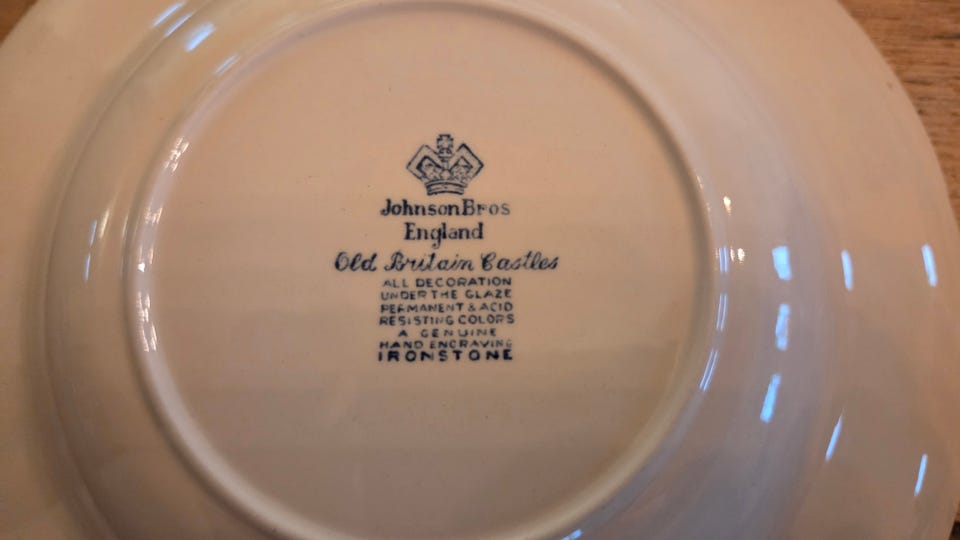 Johnson Bros
England
Old Britain Castles
ALL DECORATION
UNDER THE GLAZE
PERMANENT & ACID
RESISTING COLORS
A GENUINE
HAND ENGRAVING
IRONSTONE